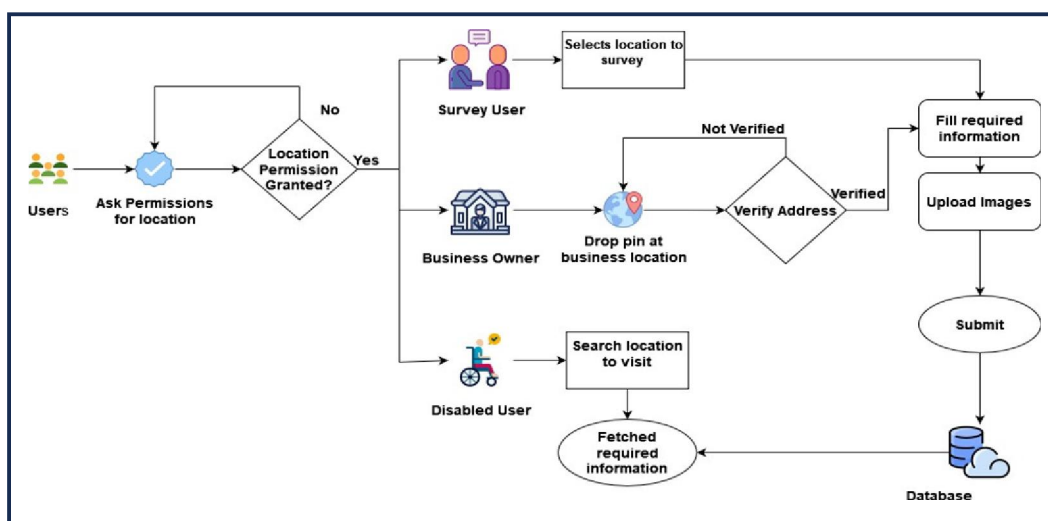 Users
Ask Permissions
for location
No
Location
Permission
Granted?
Yes
Survey User
Selects location to
survey
Business Owner
Drop pin at
business location
Not Verified
Verify Address
Verified
Fill required
information
Upload Images
Submit
Database
Disabled User
Search location
to visit
Fetched
required
information